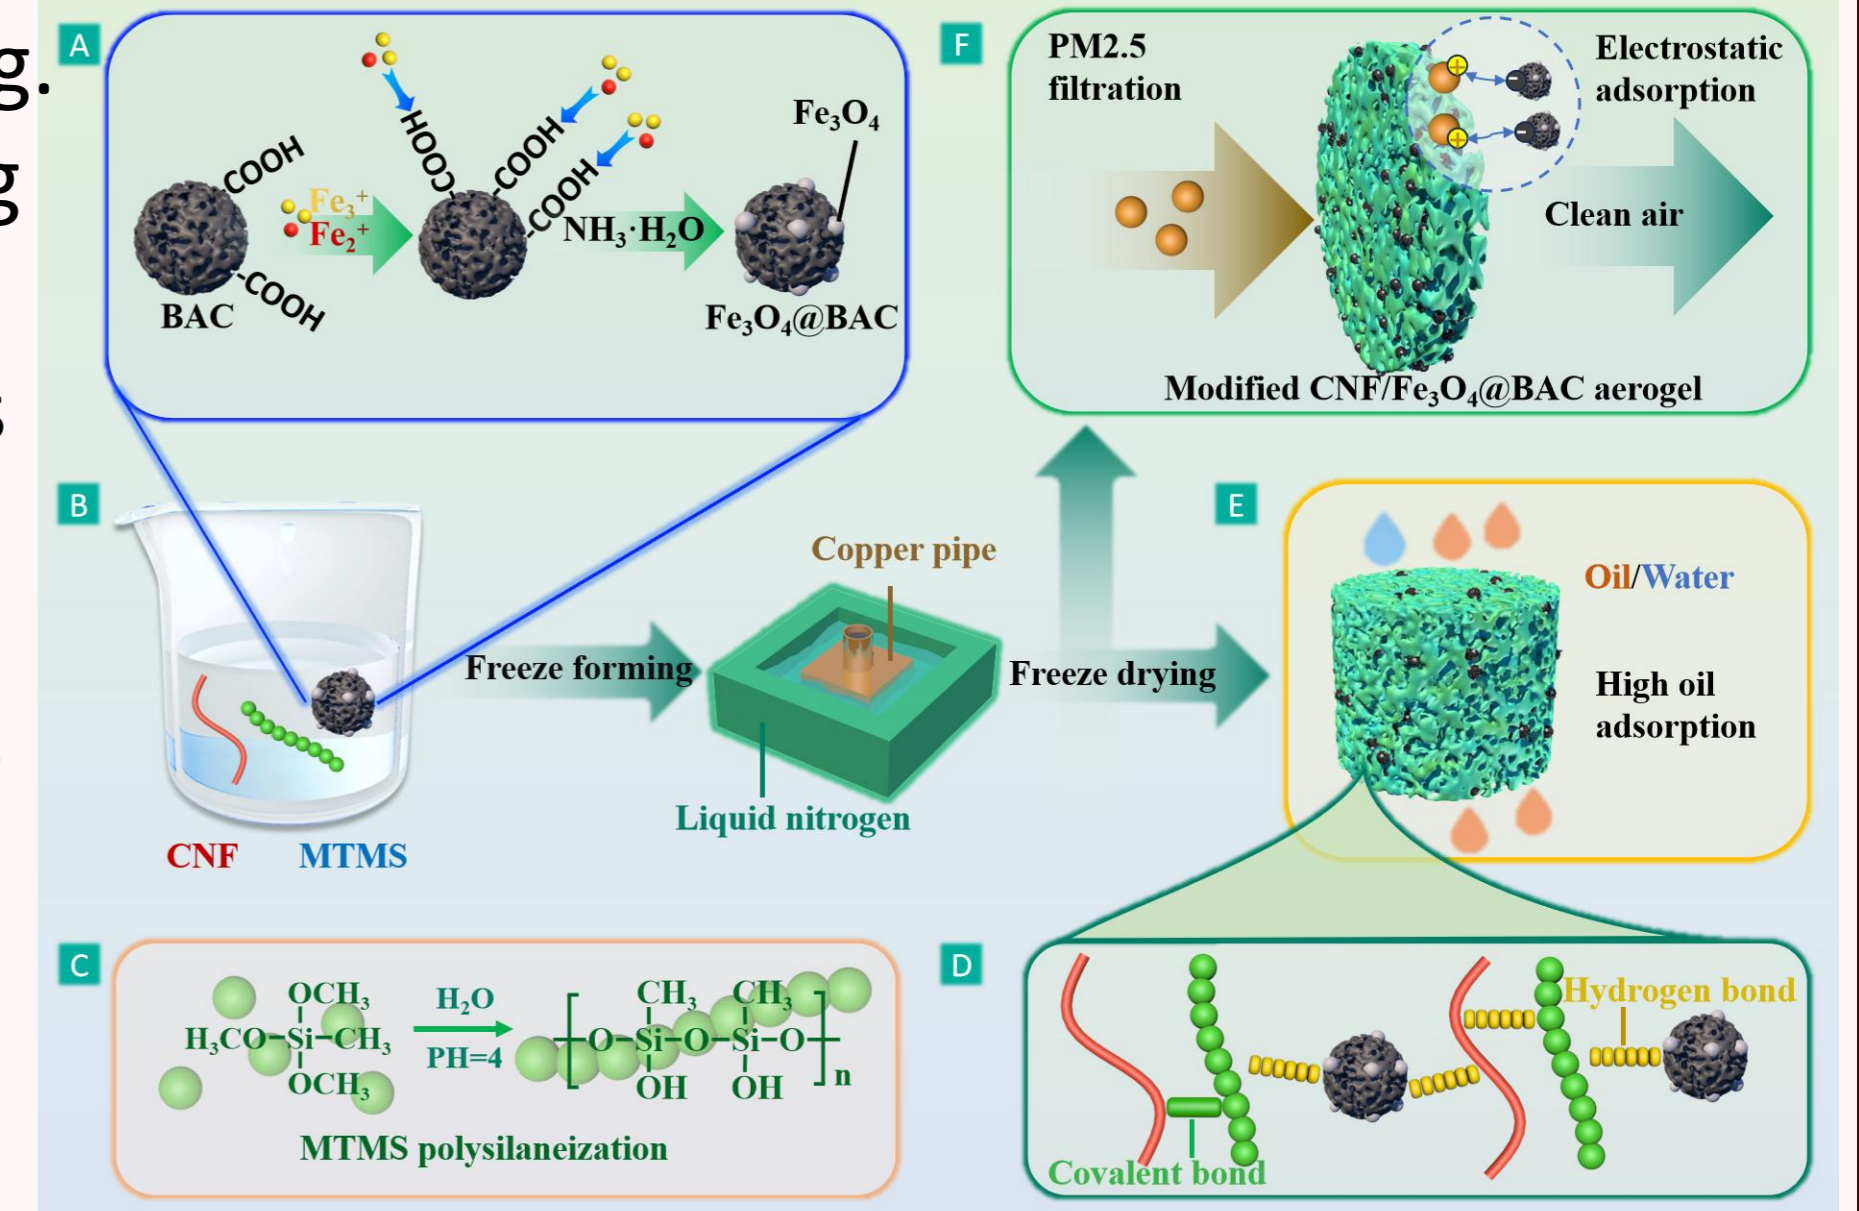 g.
g
s
A
-COOH
-COOH
BAC
Fe₃⁺
Fe₂⁺
-COOH
-COOH
-COOH
NH₃·H₂O
Fe₃O₄
Fe₃O₄@BAC
F
PM2.5
filtration
Electrostatic
adsorption
Clean air
Modified CNF/Fe₃O₄@BAC aerogel
B
CNF
MTMS
Freeze forming
Copper pipe
Liquid nitrogen
Freeze drying
E
Oil/Water
High oil
adsorption
C
OCH₃
H₃CO-Si-CH₃
OCH₃
H₂O
PH=4
CH₃ CH₃
[-O-Si-O-Si-O-]n
OH OH
MTMS polysilaneization
D
Hydrogen bond
Covalent bond